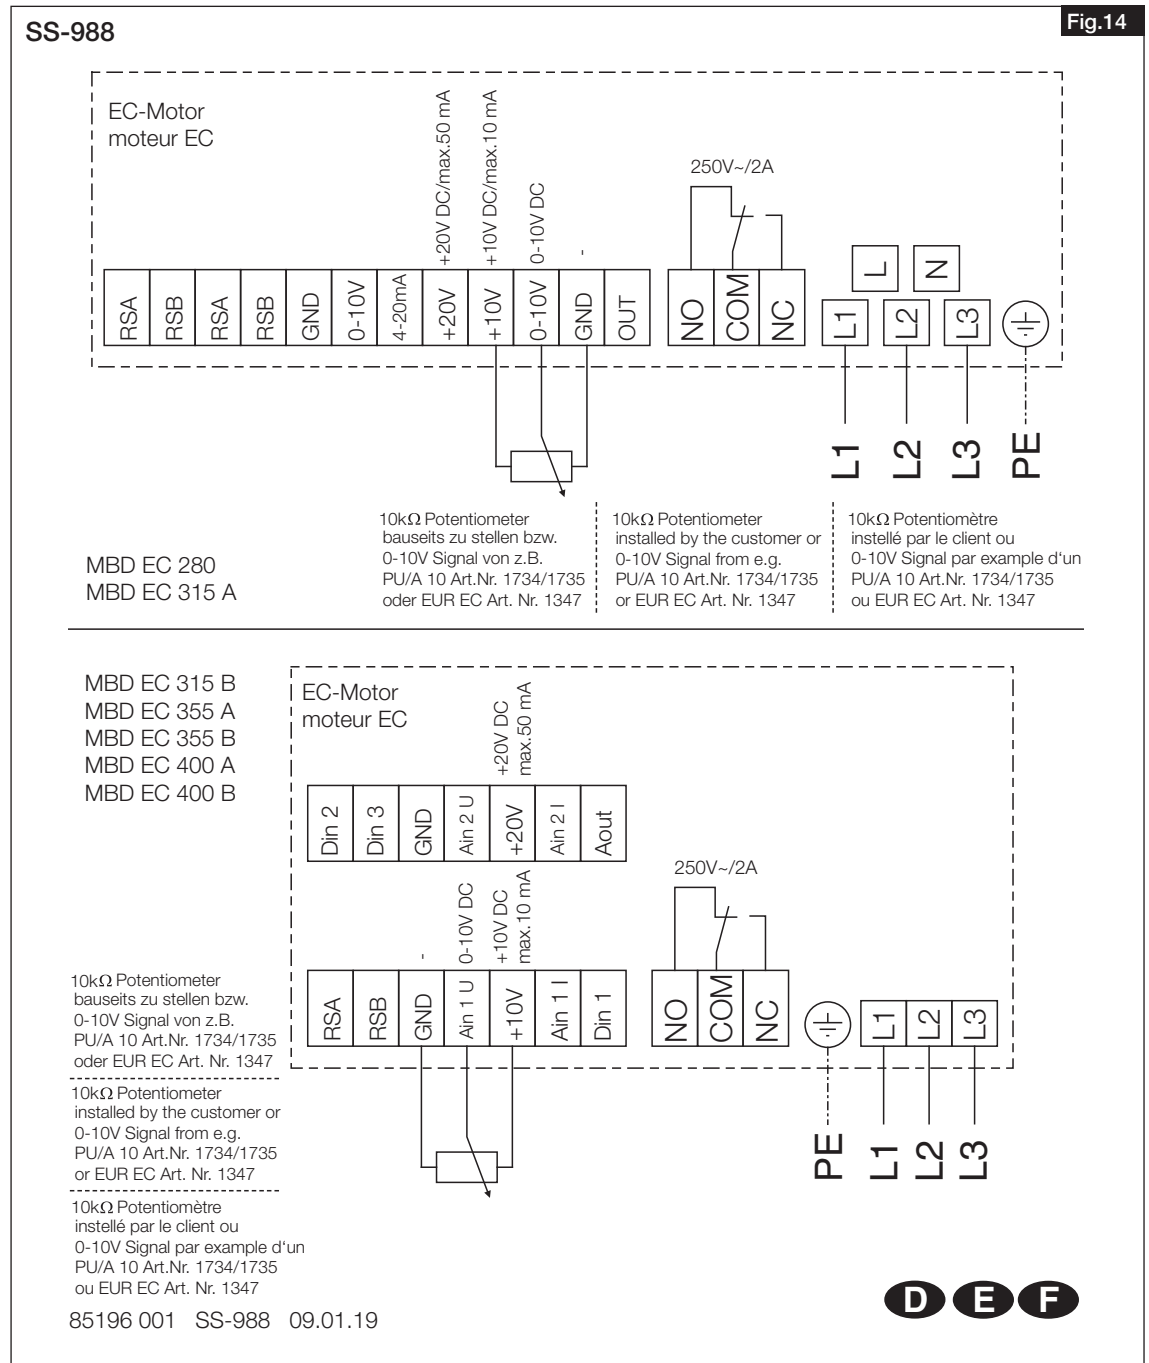 SS-988
Fig.14
EC-Motor
moteur EC
+20V DC/max.50 mA
+10V DC/max.10 mA
0-10V DC
-
250V~/2A
L
N
RSA
RSB
RSA
RSB
GND
0-10V
4-20mA
+20V
+10V
0-10V
GND
OUT
NO
COM
NC
L1
L2
L3
L1
L2
L3
PE
10kΩ Potentiometer
bauseits zu stellen bzw.
0-10V Signal von z.B.
PU/A 10 Art.Nr. 1734/1735
oder EUR EC Art. Nr. 1347
10kΩ Potentiometer
installed by the customer or
0-10V Signal from e.g.
PU/A 10 Art.Nr. 1734/1735
or EUR EC Art. Nr. 1347
10kΩ Potentiomètre
instellé par le client ou
0-10V Signal par example d‘un
PU/A 10 Art.Nr. 1734/1735
ou EUR EC Art. Nr. 1347
MBD EC 280
MBD EC 315 A
MBD EC 315 B
MBD EC 355 A
MBD EC 355 B
MBD EC 400 A
MBD EC 400 B
EC-Motor
moteur EC
+20V DC
max.50 mA
Din 2
Din 3
GND
Ain 2 U
+20V
Ain 2 I
Aout
-
0-10V DC
+10V DC
max.10 mA
250V~/2A
RSA
RSB
GND
Ain 1 U
+10V
Ain 1 I
Din 1
NO
COM
NC
L1
L2
L3
PE
L1
L2
L3
10kΩ Potentiometer
bauseits zu stellen bzw.
0-10V Signal von z.B.
PU/A 10 Art.Nr. 1734/1735
oder EUR EC Art. Nr. 1347
10kΩ Potentiometer
installed by the customer or
0-10V Signal from e.g.
PU/A 10 Art.Nr. 1734/1735
or EUR EC Art. Nr. 1347
10kΩ Potentiomètre
instellé par le client ou
0-10V Signal par example d‘un
PU/A 10 Art.Nr. 1734/1735
ou EUR EC Art. Nr. 1347
85196 001 SS-988 09.01.19
D E F